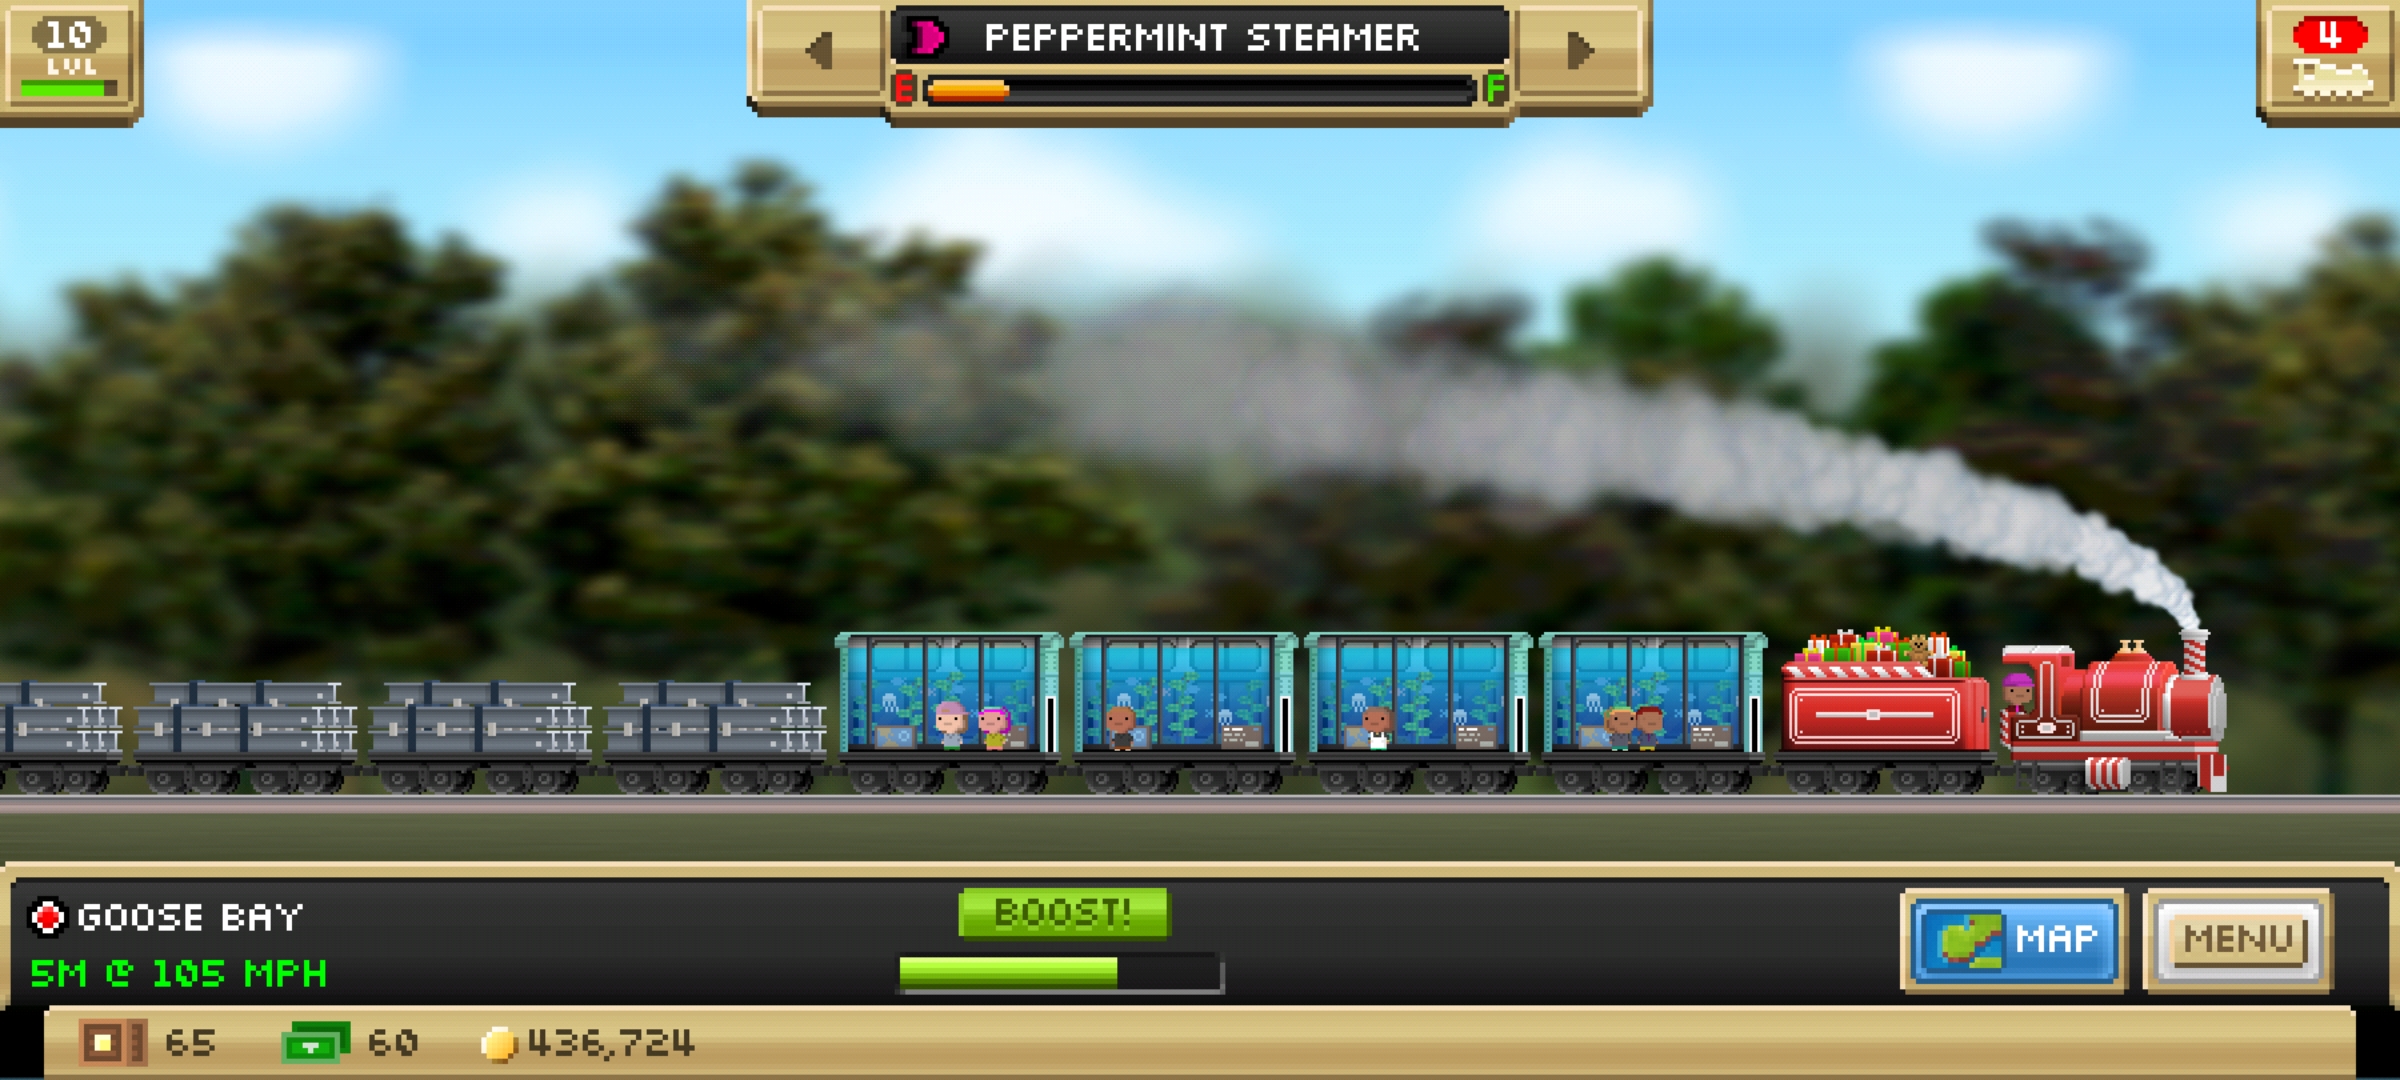 10
LVL
PEPPERMINT STEAMER
E F
4
GOOSE BAY
5M @ 105 MPH
BOOST!
MAP
MENU
65
60
436,724